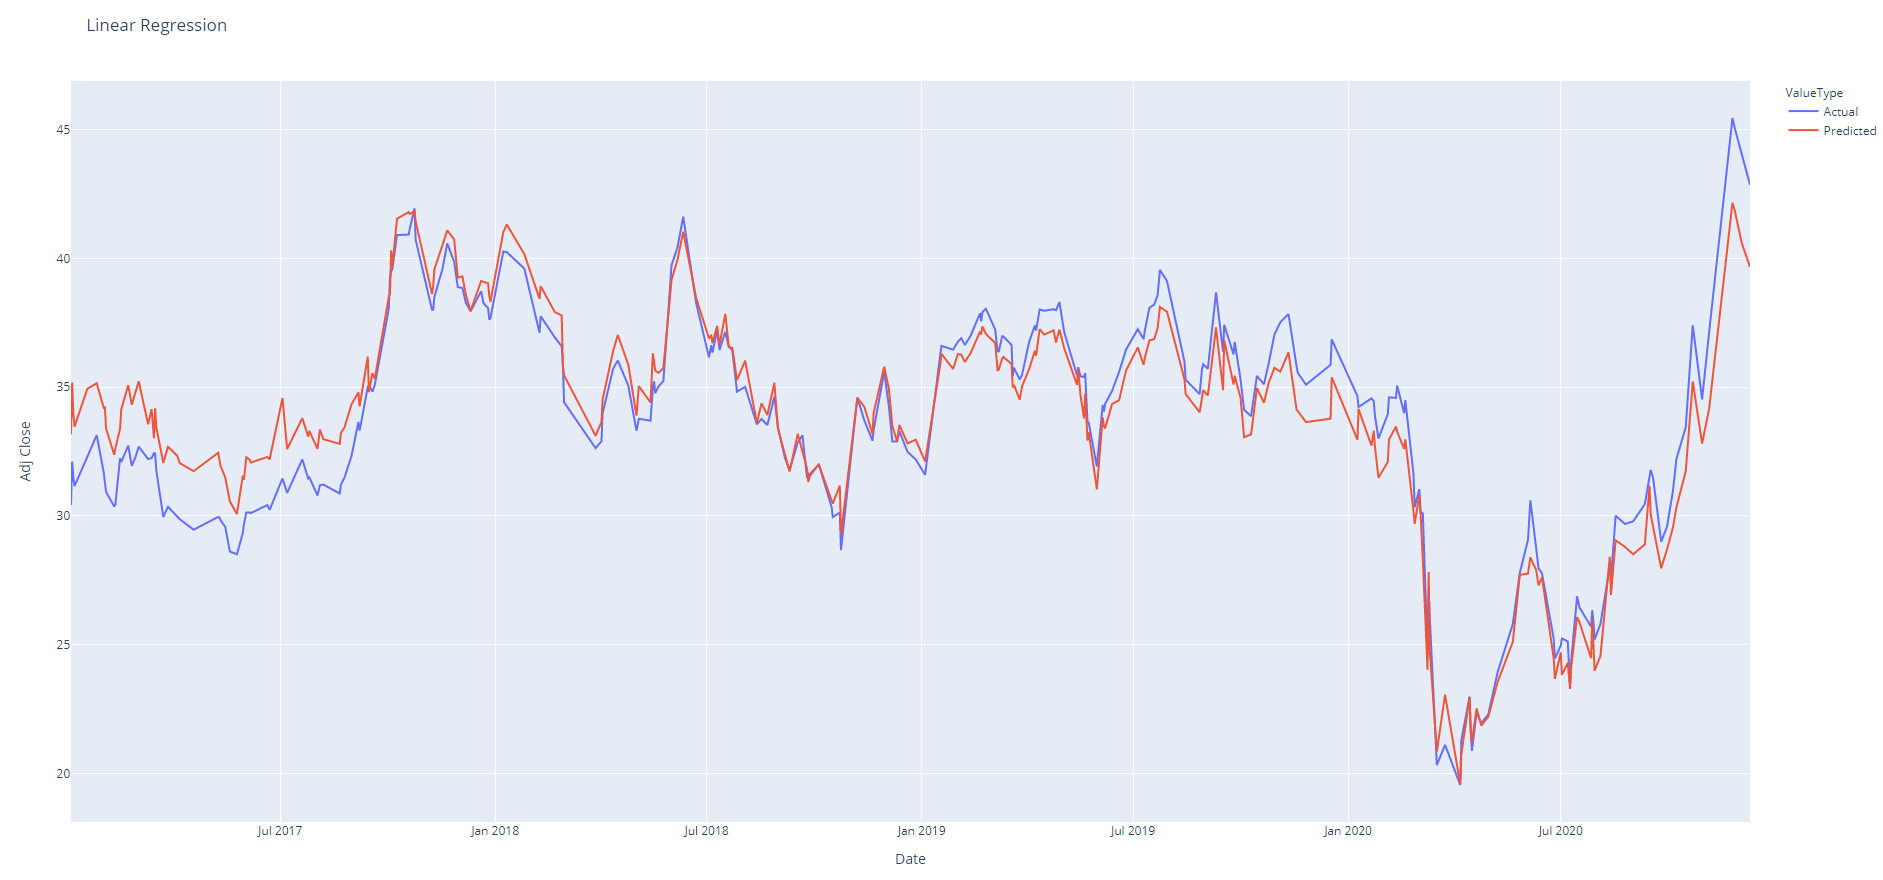 Linear Regression
ValueType
Actual
Predicted
45
40
35
30
25
20
Adj Close
Jul 2017
Jan 2018
Jul 2018
Jan 2019
Jul 2019
Jan 2020
Jul 2020
Date